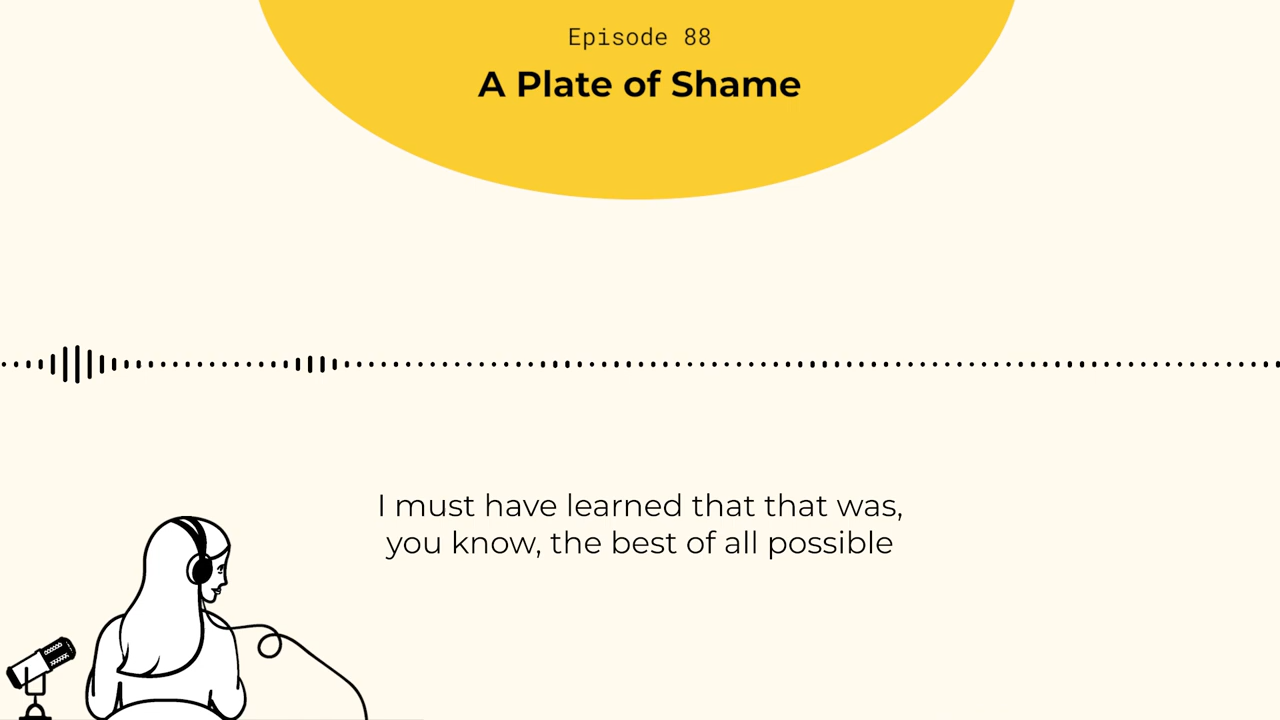 Episode 88
A Plate of Shame
I must have learned that that was,
you know, the best of all possible